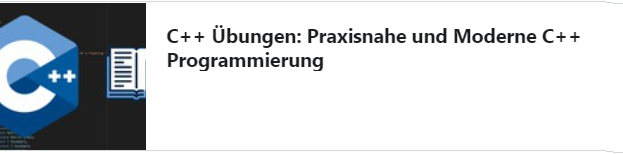 C++ Übungen: Praxisnahe und Moderne C++
Programmierung
C++